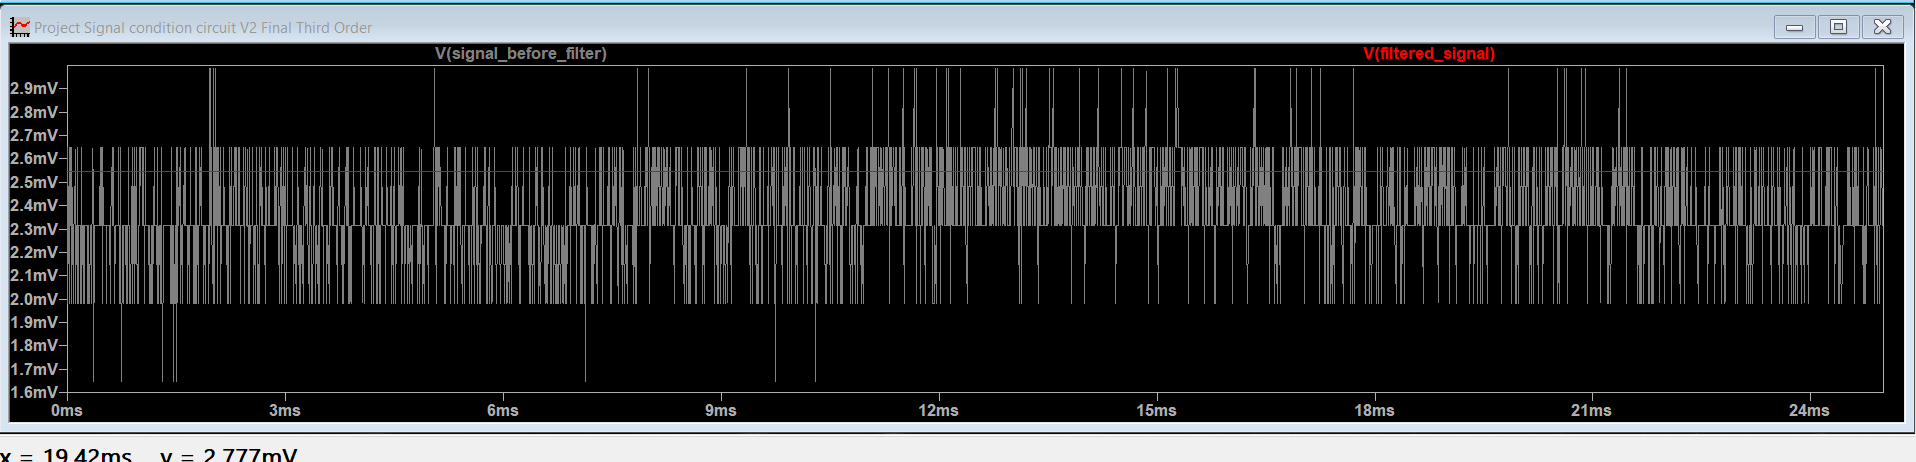 Project Signal condition circuit V2 Final Third Order
V(signal_before_filter) V(filtered_signal)
2.9mV
2.8mV
2.7mV
2.6mV
2.5mV
2.4mV
2.3mV
2.2mV
2.1mV
2.0mV
1.9mV
1.8mV
1.7mV
1.6mV
0ms 3ms 6ms 9ms 12ms 15ms 18ms 21ms 24ms
x = 19.42ms y = 2.777mV